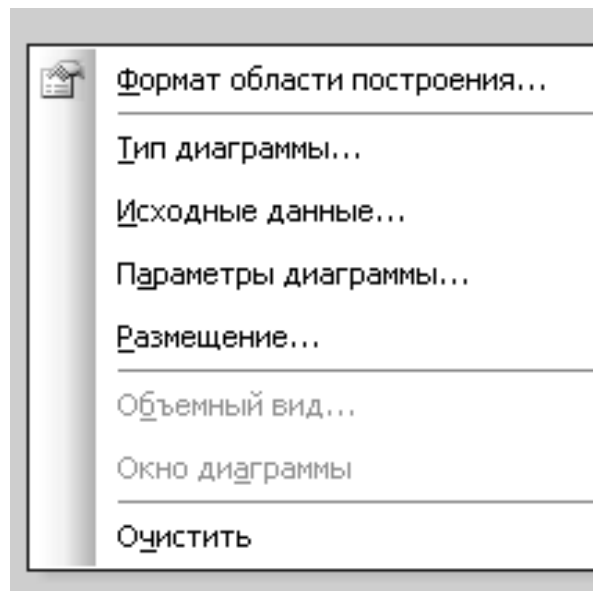 Формат области построения...
Тип диаграммы...
Исходные данные...
Параметры диаграммы...
Размещение...
Объемный вид...
Окно диаграммы
Очистить